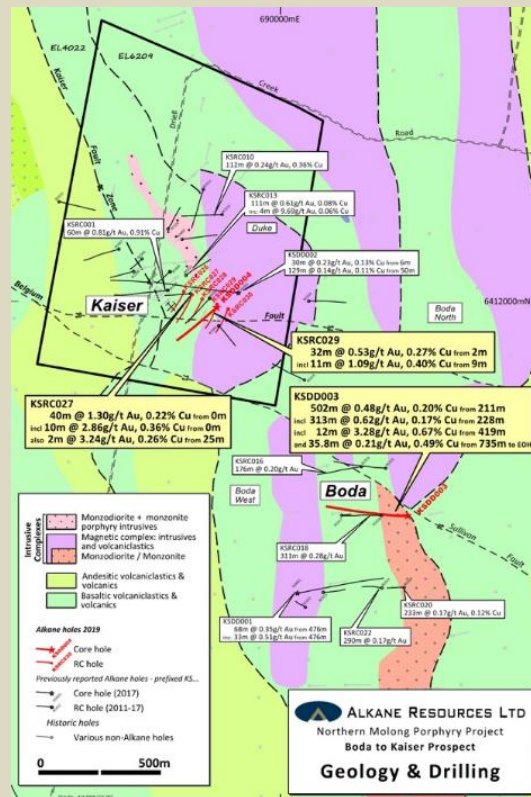 690000mE
EL4022
EL6209
Kaiser
Creek
Road
Drieß
KSRC010
112m @ 0.24g/t Au, 0.36% Cu
Fault
KSRC013
111m @ 0.61g/t Au, 0.08% Cu
inc 4m @ 9.60g/t Au, 0.06% Cu
Zone
KSRC001
60m @ 0.81g/t Au, 0.91% Cu
Duke
KSDD002
30m @ 0.23g/t Au, 0.13% Cu from 6m
129m @ 0.14g/t Au, 0.11% Cu from 50m
Belgium
Kaiser
KSDD004
6412000mN
Boda
North
Fault
KSRC029
32m @ 0.53g/t Au, 0.27% Cu from 2m
incl 11m @ 1.09g/t Au, 0.40% Cu from 9m
KSRC027
40m @ 1.30g/t Au, 0.22% Cu from 0m
incl 10m @ 2.86g/t Au, 0.36% Cu from 0m
also 2m @ 3.24g/t Au, 0.26% Cu from 25m
KSDD003
502m @ 0.48g/t Au, 0.20% Cu from 211m
incl 313m @ 0.62g/t Au, 0.17% Cu from 228m
incl 12m @ 3.28g/t Au, 0.67% Cu from 419m
and 35.8m @ 0.21g/t Au, 0.49% Cu from 735m to EOH
KSRC016
176m @ 0.20g/t Au
Boda
West
Boda
KSDD003
KSRC018
311m @ 0.28g/t Au
Sullivan
Fault
KSDD001
68m @ 0.35g/t Au from 476m
inc 33m @ 0.51g/t Au from 476m
KSRC022
290m @ 0.17g/t Au
KSRC020
233m @ 0.17g/t Au, 0.12% Cu
Intrusive
Complexes
Monzodiorite + monzonite
porphyry intrusives
Magnetic complex: intrusives
and volcaniclastics
Monzodiorite / Monzonite
Andesitic volcaniclastics &
volcanics
Basaltic volcaniclastics &
volcanics
Alkane holes 2019
Core hole
RC hole
Previously reported Alkane holes - prefixed KS...
Core hole (2017)
RC hole (2011-17)
Historic holes
Various non-Alkane holes
0
500m
ALKANE RESOURCES LTD
Northern Molong Porphyry Project
Boda to Kaiser Prospect
Geology & Drilling